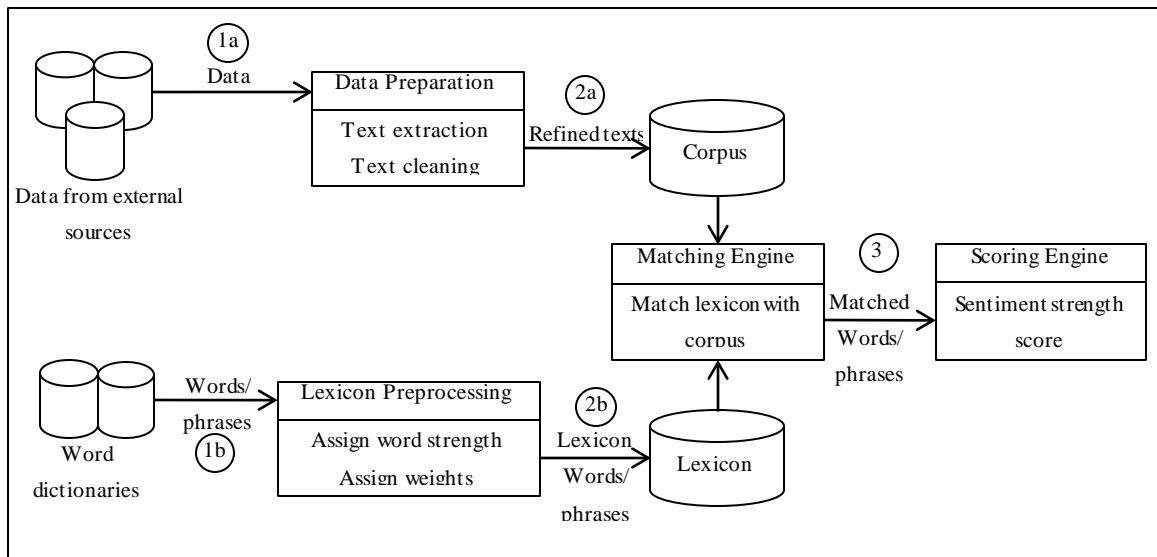 1a
Data
Data Preparation
Text extraction
Text cleaning
2a
Refined texts
Corpus
Data from external
sources
Matching Engine
Match lexicon with
corpus
3
Matched
Words/
phrases
Scoring Engine
Sentiment strength
score
Word
dictionaries
Words/
phrases
1b
Lexicon Preprocessing
Assign word strength
Assign weights
2b
Lexicon
Words/
phrases
Lexicon